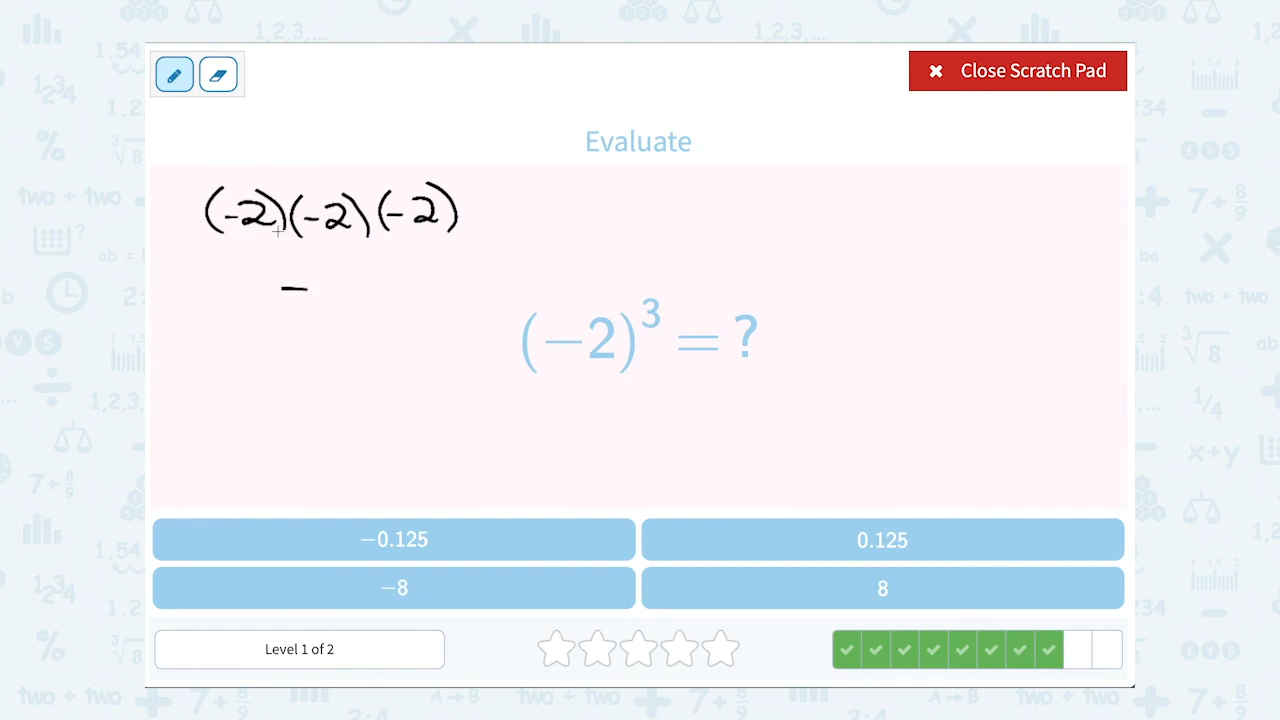 Close Scratch Pad
Evaluate
(-2)(-2)(-2)
−
(−2)³ = ?
−0.125
0.125
−8
8
Level 1 of 2